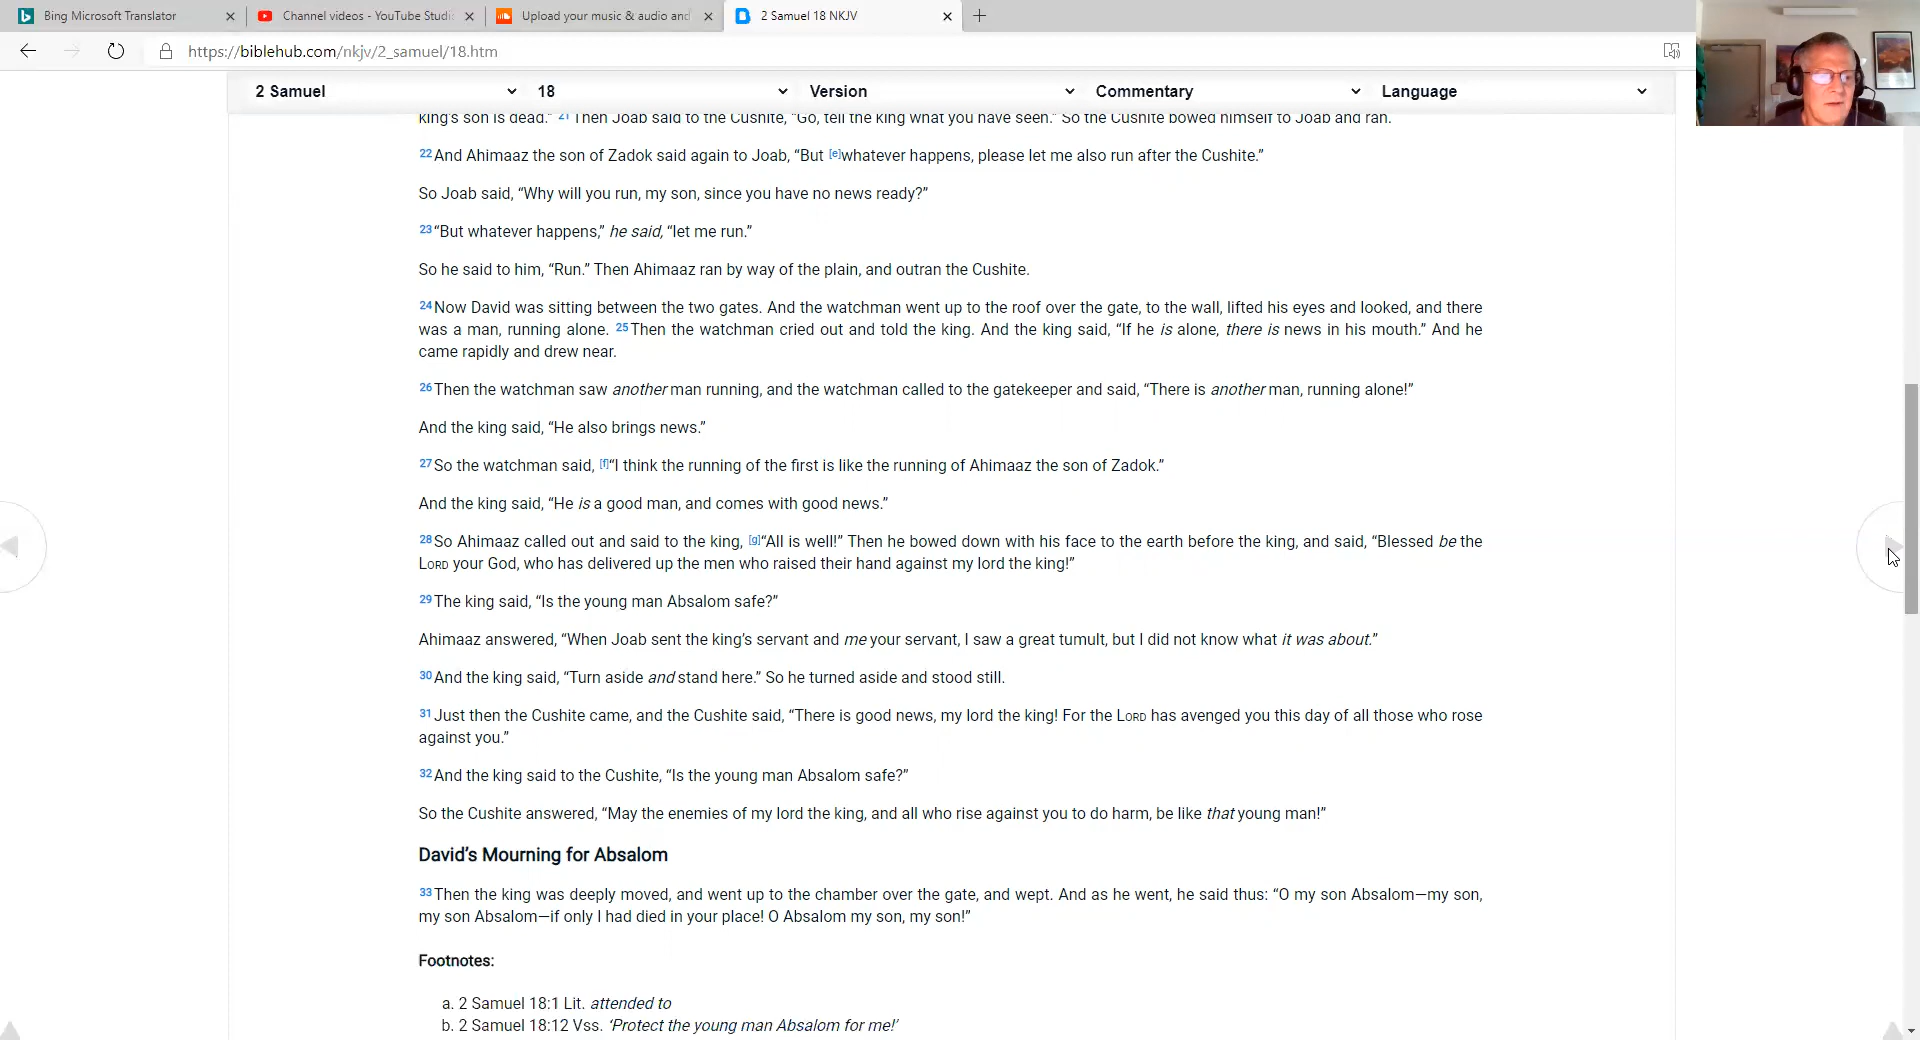 Bing Microsoft Translator
Channel videos - YouTube Studi
Upload your music & audio and
2 Samuel 18 NKJV
https://biblehub.com/nkjv/2_samuel/18.htm
2 Samuel 18 Version Commentary Language
king's son is dead.” 21 Then Joab said to the Cushite, “Go, tell the king what you have seen.” So the Cushite bowed himself to Joab and ran.
22 And Ahimaaz the son of Zadok said again to Joab, “But [e]whatever happens, please let me also run after the Cushite.”
So Joab said, “Why will you run, my son, since you have no news ready?”
23 “But whatever happens,” he said, “let me run.”
So he said to him, “Run.” Then Ahimaaz ran by way of the plain, and outran the Cushite.
24 Now David was sitting between the two gates. And the watchman went up to the roof over the gate, to the wall, lifted his eyes and looked, and there
was a man, running alone. 25 Then the watchman cried out and told the king. And the king said, “If he is alone, there is news in his mouth.” And he
came rapidly and drew near.
26 Then the watchman saw another man running, and the watchman called to the gatekeeper and said, “There is another man, running alone!”
And the king said, “He also brings news.”
27 So the watchman said, [f]“I think the running of the first is like the running of Ahimaaz the son of Zadok.”
And the king said, “He is a good man, and comes with good news.”
28 So Ahimaaz called out and said to the king, [g]“All is well!” Then he bowed down with his face to the earth before the king, and said, “Blessed be the
LORD your God, who has delivered up the men who raised their hand against my lord the king!”
29 The king said, “Is the young man Absalom safe?”
Ahimaaz answered, “When Joab sent the king’s servant and me your servant, I saw a great tumult, but I did not know what it was about.”
30 And the king said, “Turn aside and stand here.” So he turned aside and stood still.
31 Just then the Cushite came, and the Cushite said, “There is good news, my lord the king! For the LORD has avenged you this day of all those who rose
against you.”
32 And the king said to the Cushite, “Is the young man Absalom safe?”
So the Cushite answered, “May the enemies of my lord the king, and all who rise against you to do harm, be like that young man!”
David’s Mourning for Absalom
33 Then the king was deeply moved, and went up to the chamber over the gate, and wept. And as he went, he said thus: “O my son Absalom—my son,
my son Absalom—if only I had died in your place! O Absalom my son, my son!”
Footnotes:
a. 2 Samuel 18:1 Lit. attended to
b. 2 Samuel 18:12 Vss. ‘Protect the young man Absalom for me!’